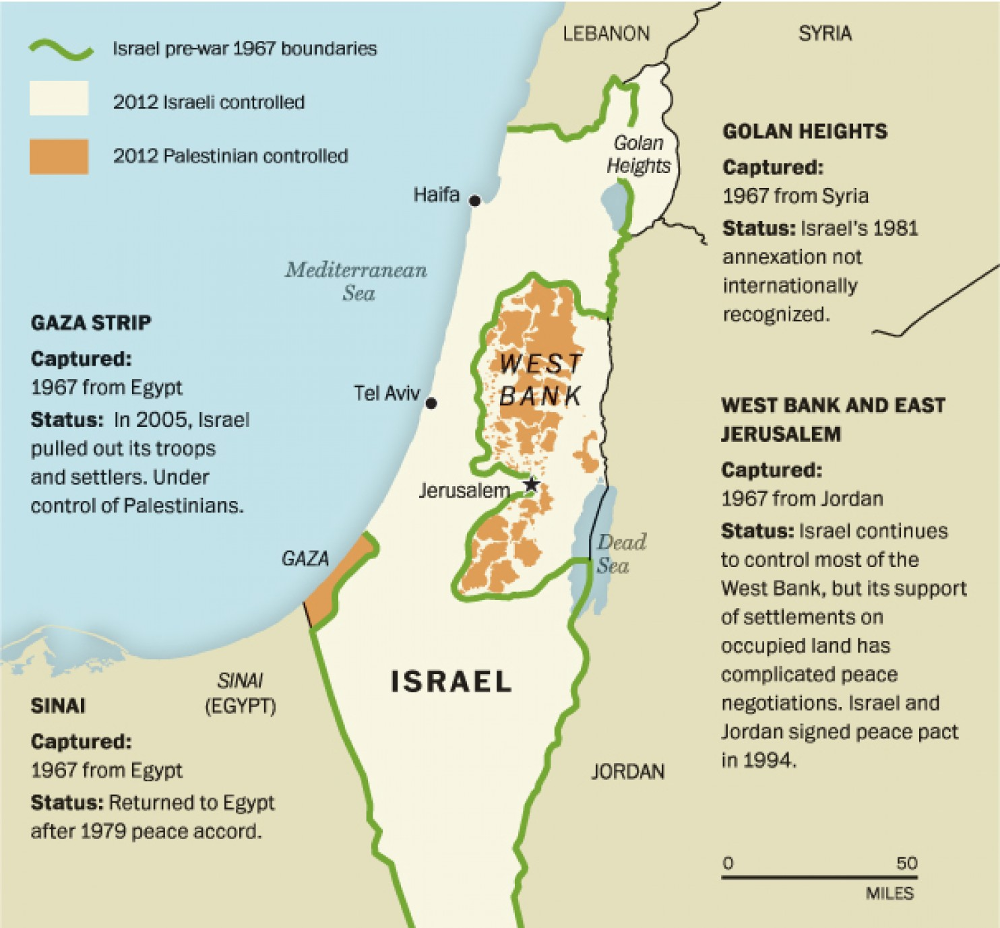 Israel pre-war 1967 boundaries
2012 Israeli controlled
2012 Palestinian controlled
LEBANON
SYRIA
Golan
Heights
Haifa
Mediterranean
Sea
Tel Aviv
WEST
BANK
Jerusalem
Dead
Sea
GAZA
ISRAEL
SINAI
(EGYPT)
JORDAN
GAZA STRIP
Captured:
1967 from Egypt
Status: In 2005, Israel
pulled out its troops
and settlers. Under
control of Palestinians.
SINAI
Captured:
1967 from Egypt
Status: Returned to Egypt
after 1979 peace accord.
GOLAN HEIGHTS
Captured:
1967 from Syria
Status: Israel's 1981
annexation not
internationally
recognized.
WEST BANK AND EAST
JERUSALEM
Captured:
1967 from Jordan
Status: Israel continues
to control most of the
West Bank, but its support
of settlements on
occupied land has
complicated peace
negotiations. Israel and
Jordan signed peace pact
in 1994.
0 50
MILES